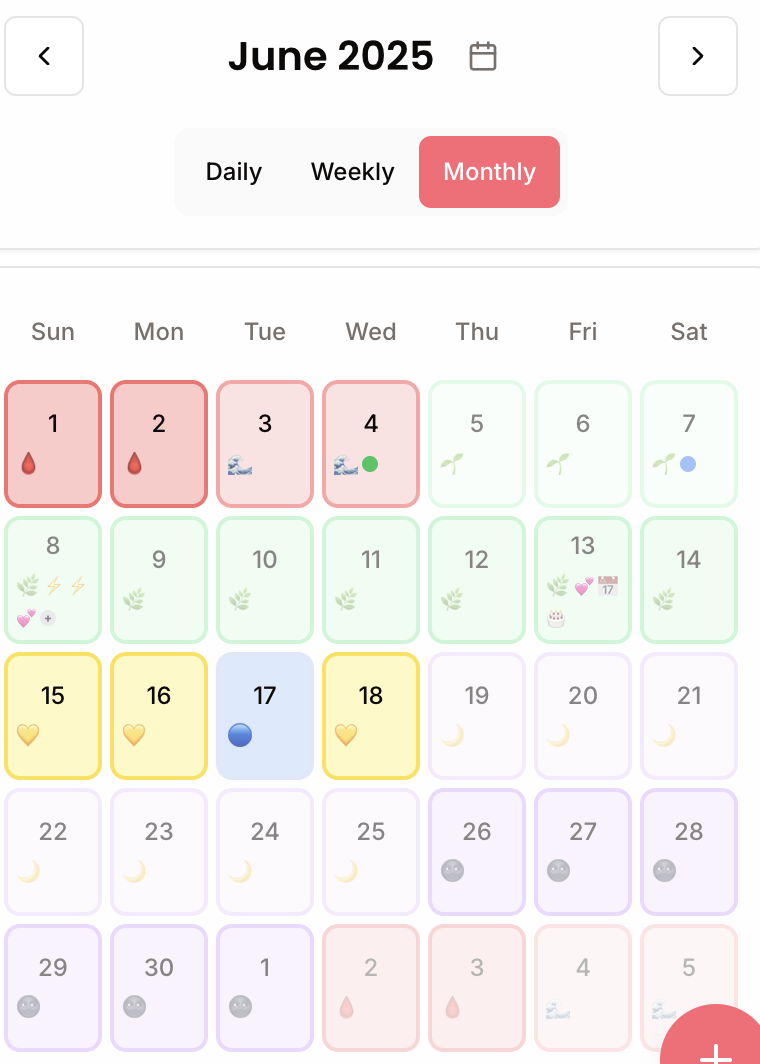 June 2025
Daily Weekly Monthly
Sun Mon Tue Wed Thu Fri Sat
1 2 3 4 5 6 7
8 9 10 11 12 13 14
17
15 16 17 18 19 20 21
22 23 24 25 26 27 28
29 30 1 2 3 4 5